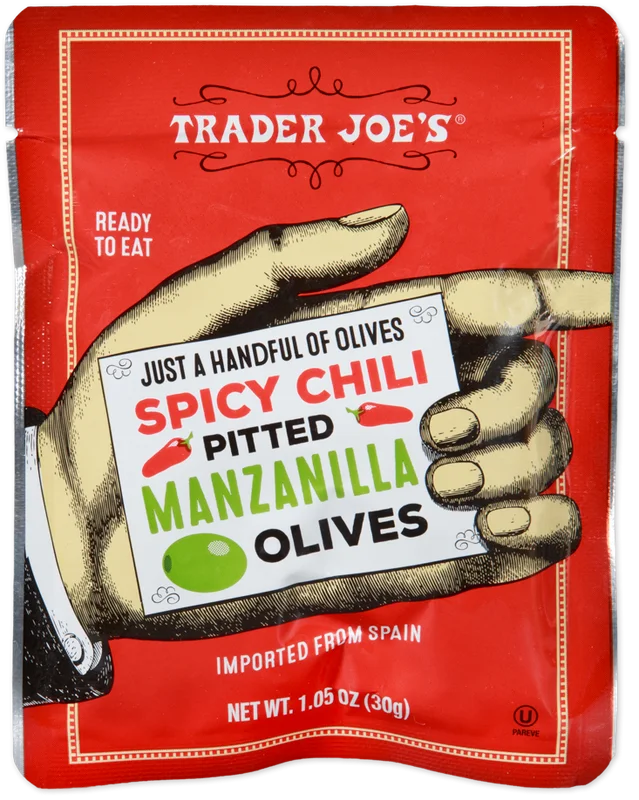 TRADER JOE'S®
READY
TO EAT
JUST A HANDFUL OF OLIVES
SPICY CHILI
PITTED
MANZANILLA
OLIVES
IMPORTED FROM SPAIN
NET WT. 1.05 OZ (30g)
U
PAREVE